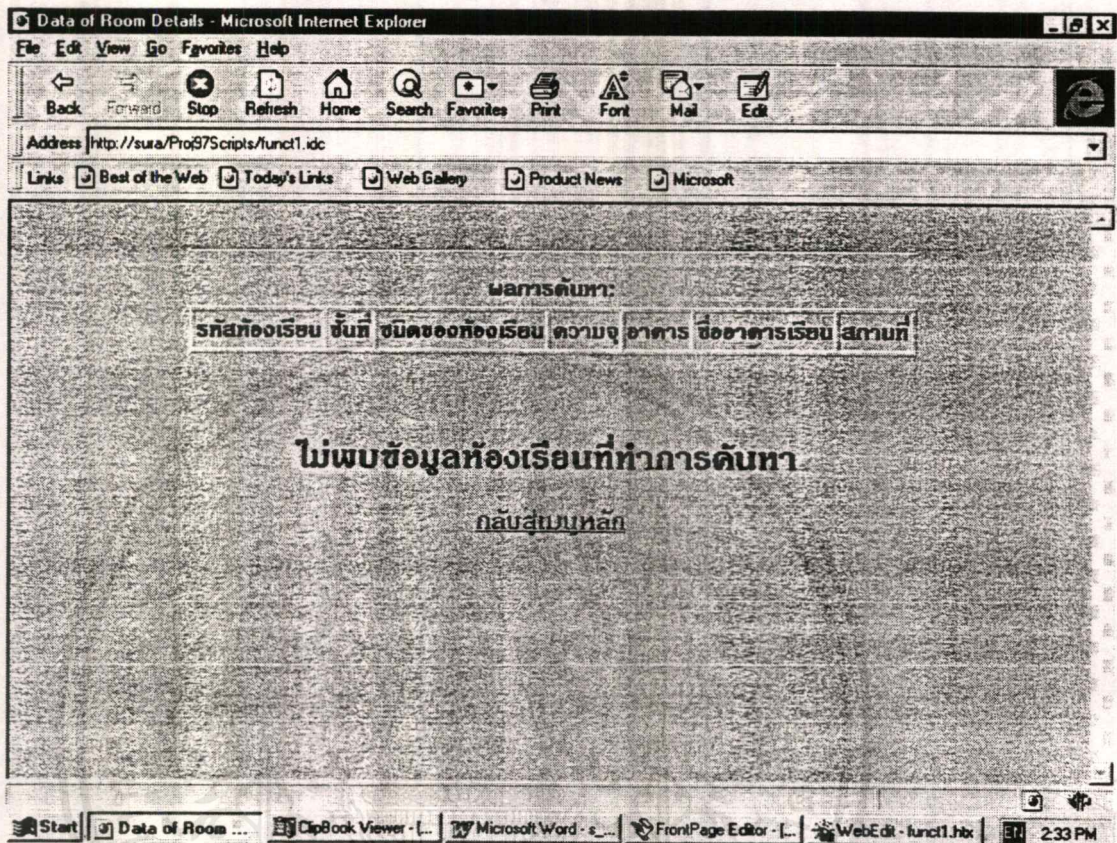 Data of Room Details - Microsoft Internet Explorer
File Edit View Go Favorites Help
Back Forward Stop Refresh Home Search Favorites Print Font Mail Edit
Address http://sura/Proj97Scripts/funct1.idc
Links Best of the Web Today's Links Web Gallery Product News Microsoft
ผลการค้นหา:
รหัสห้องเรียน ชั้นที่ ชนิดของห้องเรียน ความจุ อาคาร ชื่ออาคารเรียน สถานที่
ไม่พบข้อมูลห้องเรียนที่ทำการค้นหา
กลับสู่เมนูหลัก
Start Data of Room ... ClipBook Viewer - [... Microsoft Word - s_... FrontPage Editor - [... WebEdit - funct1.htx EN 2:33 PM